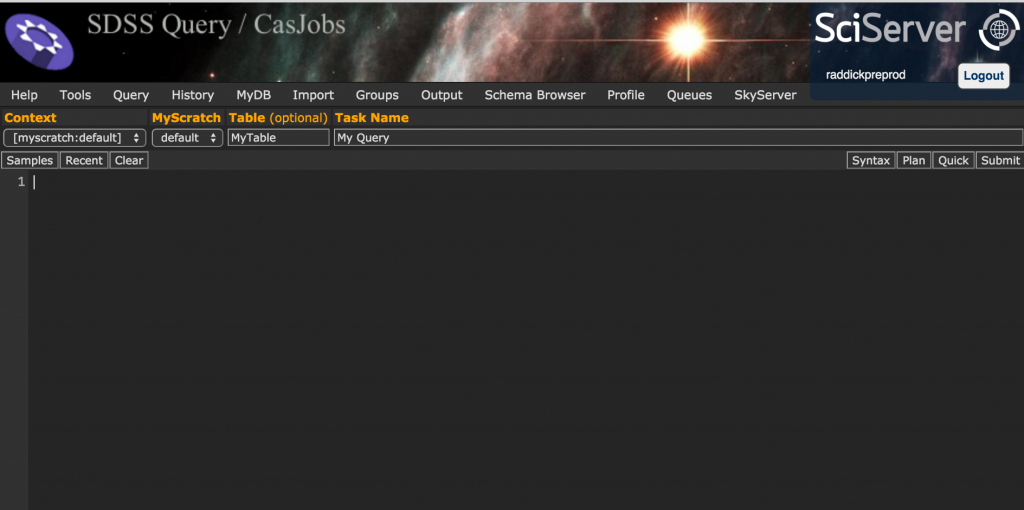 SDSS Query / CasJobs
SciServer
raddickpreprod
Logout
Help Tools Query History MyDB Import Groups Output Schema Browser Profile Queues SkyServer
Context MyScratch Table (optional) Task Name
[myscratch:default] default MyTable My Query
Samples Recent Clear Syntax Plan Quick Submit
1